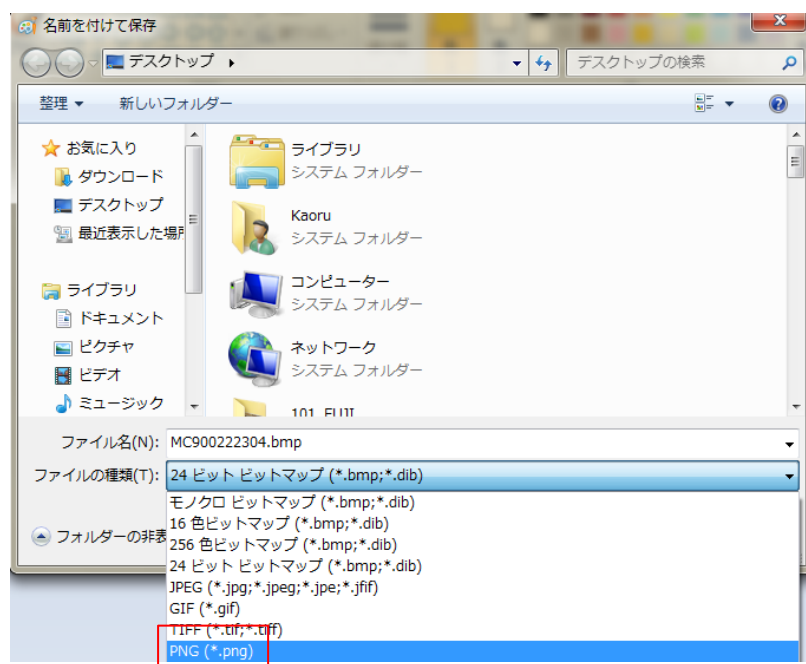 名前を付けて保存
デスクトップ
デスクトップの検索
整理
新しいフォルダー
お気に入り
ダウンロード
デスクトップ
最近表示した場所
ライブラリ
ドキュメント
ピクチャ
ビデオ
ミュージック
ライブラリ
システム フォルダー
Kaoru
システム フォルダー
コンピューター
システム フォルダー
ネットワーク
システム フォルダー
101_FUJI
ファイル名(N): MC900222304.bmp
ファイルの種類(T): 24 ビット ビットマップ (*.bmp;*.dib)
フォルダーの非表
モノクロ ビットマップ (*.bmp;*.dib)
16 色ビットマップ (*.bmp;*.dib)
256 色ビットマップ (*.bmp;*.dib)
24 ビット ビットマップ (*.bmp;*.dib)
JPEG (*.jpg;*.jpeg;*.jpe;*.jfif)
GIF (*.gif)
TIFF (*.tif;*.tiff)
PNG (*.png)